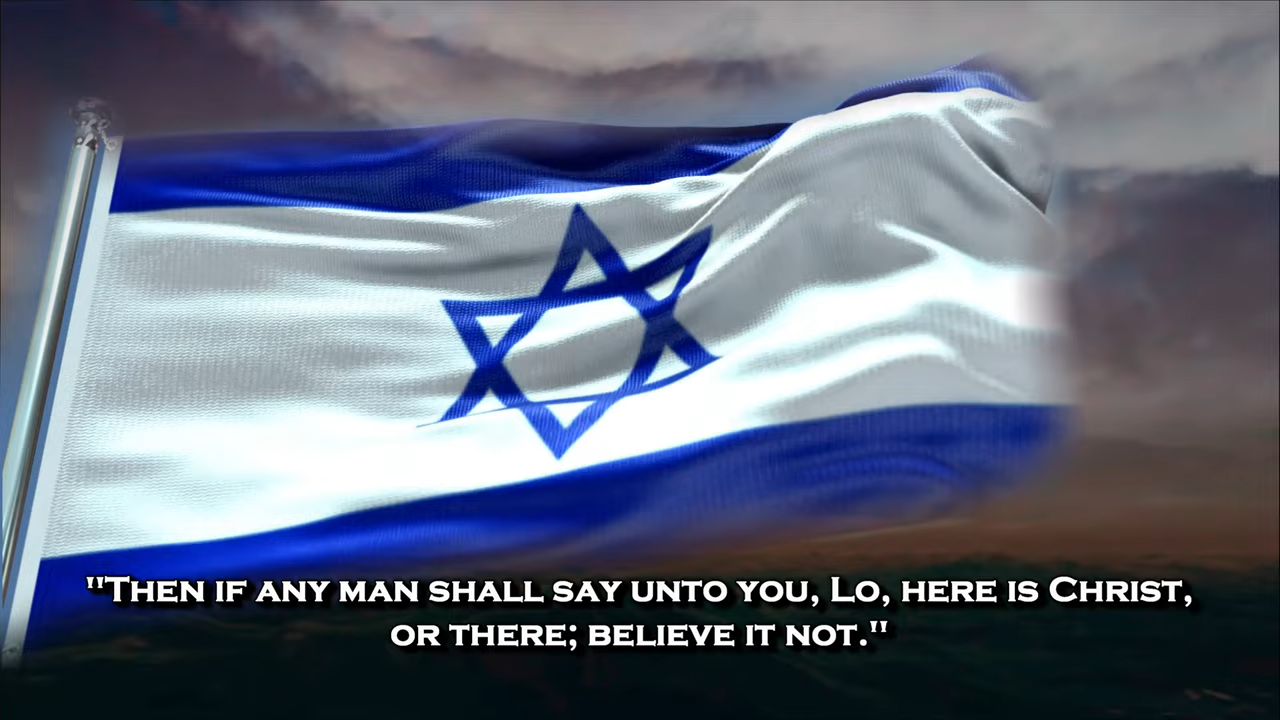 "Then if any man shall say unto you, Lo, here is Christ,
or there; believe it not."